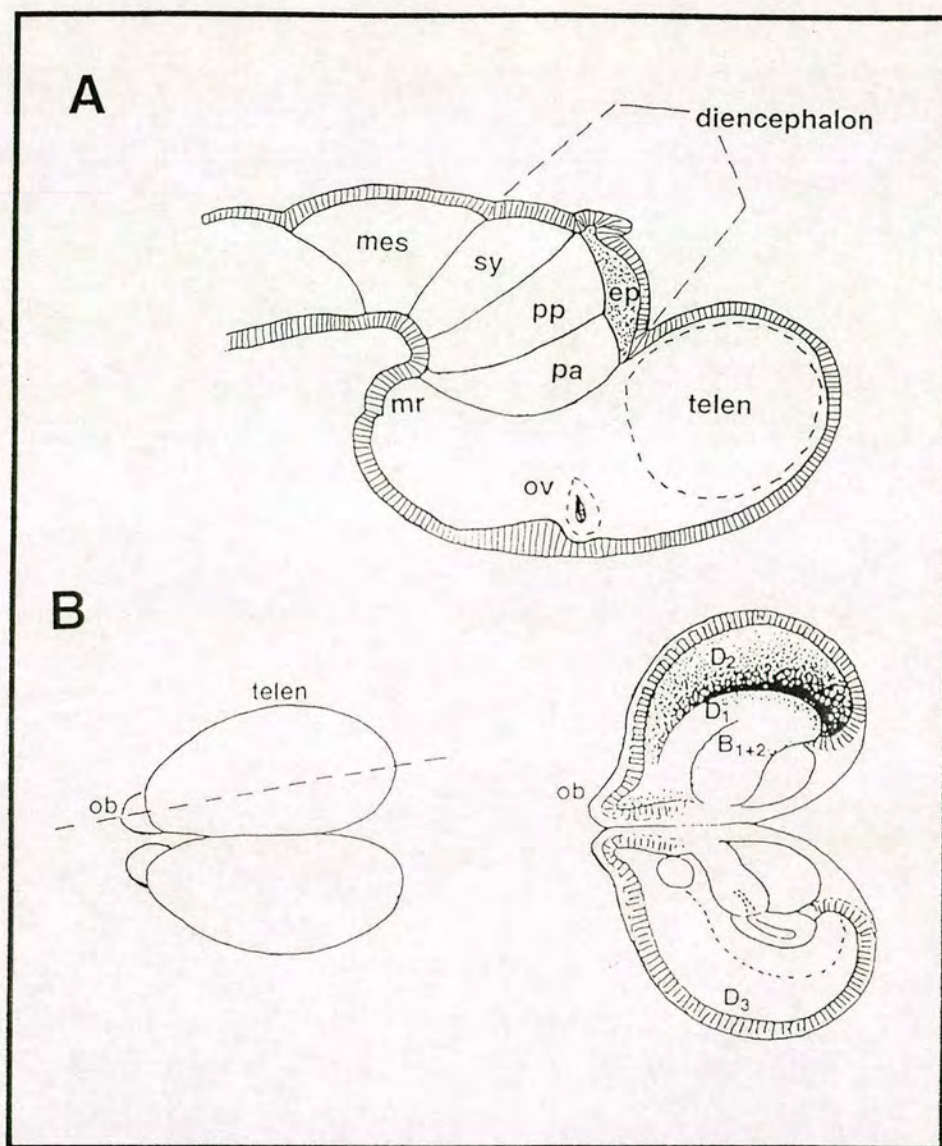 A
diencephalon
mes
sy
pp
ep
pa
mr
telen
ov
B
telen
ob
D2
D1
B1+2
ob
D3